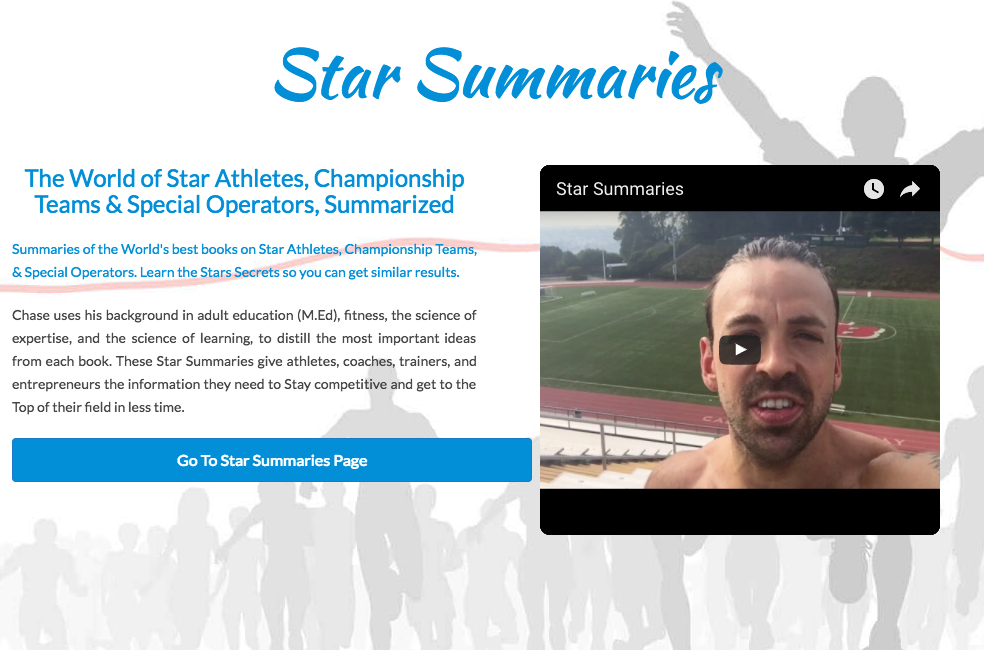 Star Summaries
The World of Star Athletes, Championship
Teams & Special Operators, Summarized
Summaries of the World's best books on Star Athletes, Championship Teams,
& Special Operators. Learn the Stars Secrets so you can get similar results.
Chase uses his background in adult education (M.Ed), fitness, the science of
expertise, and the science of learning, to distill the most important ideas
from each book. These Star Summaries give athletes, coaches, trainers, and
entrepreneurs the information they need to Stay competitive and get to the
Top of their field in less time.
Go To Star Summaries Page
Star Summaries